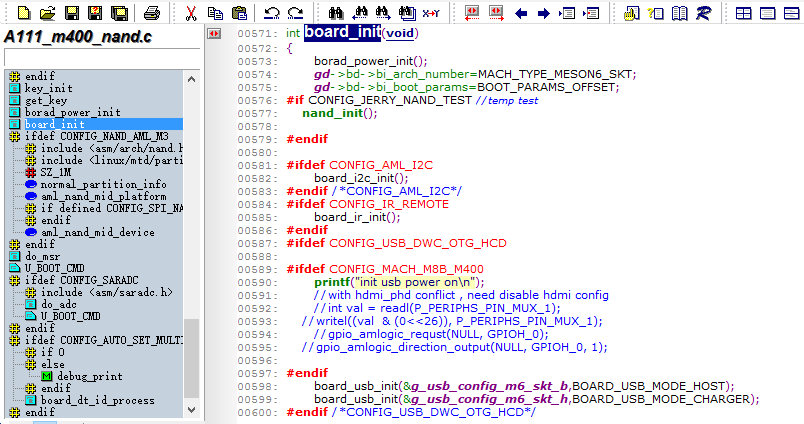 A111_m400_nand.c
endif
key_init
get_key
borad_power_init
board_init
ifdef CONFIG_NAND_AML_M3
include <asm/arch/nand.h
include <linux/mtd/parti
SZ_1M
normal_partition_info
aml_nand_mid_platform
if defined CONFIG_SPI_NA
endif
aml_nand_mid_device
endif
do_msr
U_BOOT_CMD
ifdef CONFIG_SARADC
include <asm/saradc.h>
do_adc
U_BOOT_CMD
endif
ifdef CONFIG_AUTO_SET_MULTI
if 0
else
debug_print
endif
board_dt_id_process
endif
X→Y
R
00571: int board_init(void)
00572: {
00573: borad_power_init();
00574: gd->bd->bi_arch_number=MACH_TYPE_MESON6_SKT;
00575: gd->bd->bi_boot_params=BOOT_PARAMS_OFFSET;
00576: #if CONFIG_JERRY_NAND_TEST //temp test
00577: nand_init();
00578:
00579: #endif
00580:
00581: #ifdef CONFIG_AML_I2C
00582: board_i2c_init();
00583: #endif /*CONFIG_AML_I2C*/
00584: #ifdef CONFIG_IR_REMOTE
00585: board_ir_init();
00586: #endif
00587: #ifdef CONFIG_USB_DWC_OTG_HCD
00588:
00589: #ifdef CONFIG_MACH_M8B_M400
00590: printf("init usb power on\n");
00591: // with hdmi_phd conflict , need disable hdmi config
00592: // int val = readl(P_PERIPHS_PIN_MUX_1);
00593: // writel((val & (0<<26)), P_PERIPHS_PIN_MUX_1);
00594: // gpio_amlogic_requst(NULL, GPIOH_0);
00595: // gpio_amlogic_direction_output(NULL, GPIOH_0, 1);
00596:
00597: #endif
00598: board_usb_init(&g_usb_config_m6_skt_b,BOARD_USB_MODE_HOST);
00599: board_usb_init(&g_usb_config_m6_skt_h,BOARD_USB_MODE_CHARGER);
00600: #endif /*CONFIG_USB_DWC_OTG_HCD*/